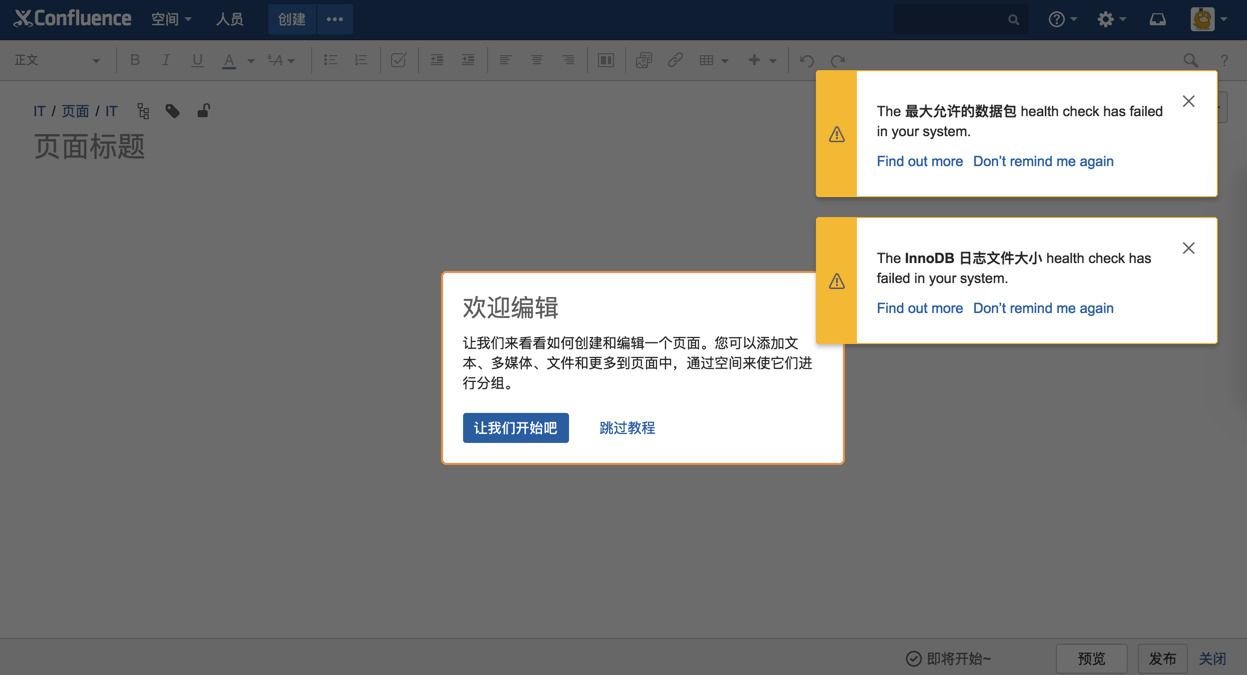 Confluence 空间 人员 创建 •••
正文 B I U A A
?
IT / 页面 / IT
页面标题
The 最大允许的数据包 health check has failed
in your system.
Find out more Don't remind me again
The InnoDB 日志文件大小 health check has
failed in your system.
Find out more Don't remind me again
欢迎编辑
让我们来看看如何创建和编辑一个页面。您可以添加文
本、多媒体、文件和更多到页面中，通过空间来使它们进
行分组。
让我们开始吧 跳过教程
即将开始~ 预览 发布 关闭